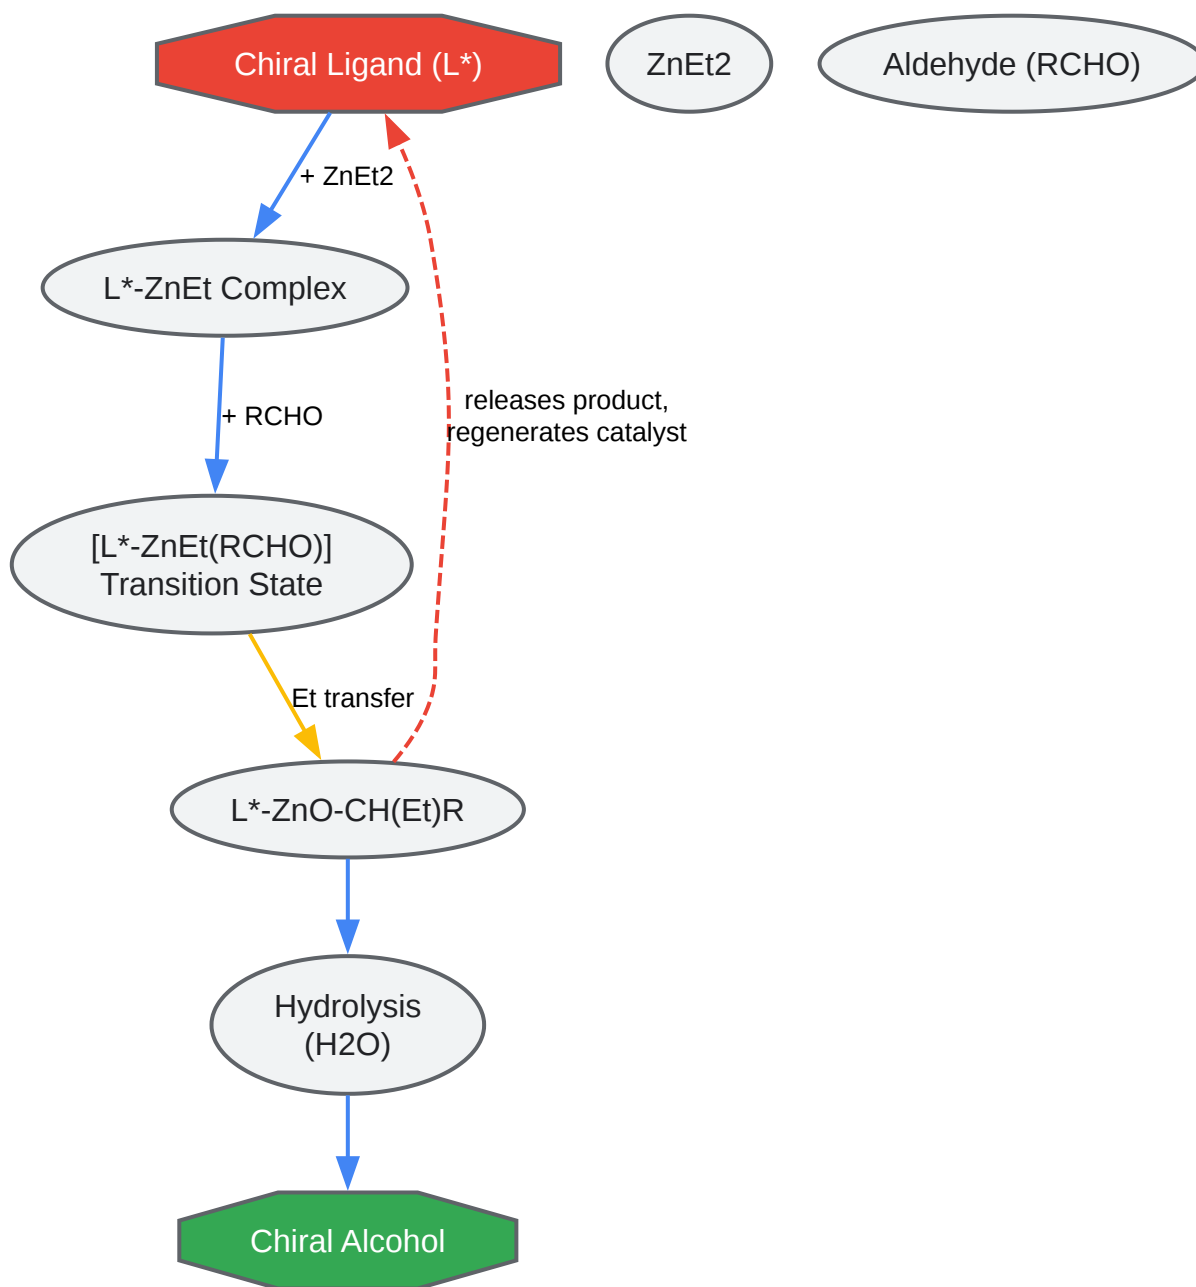 Chiral Ligand (L*)
ZnEt2
Aldehyde (RCHO)
+ ZnEt2
L*-ZnEt Complex
+ RCHO
releases product,
regenerates catalyst
[L*-ZnEt(RCHO)]
Transition State
Et transfer
L*-ZnO-CH(Et)R
Hydrolysis
(H2O)
Chiral Alcohol